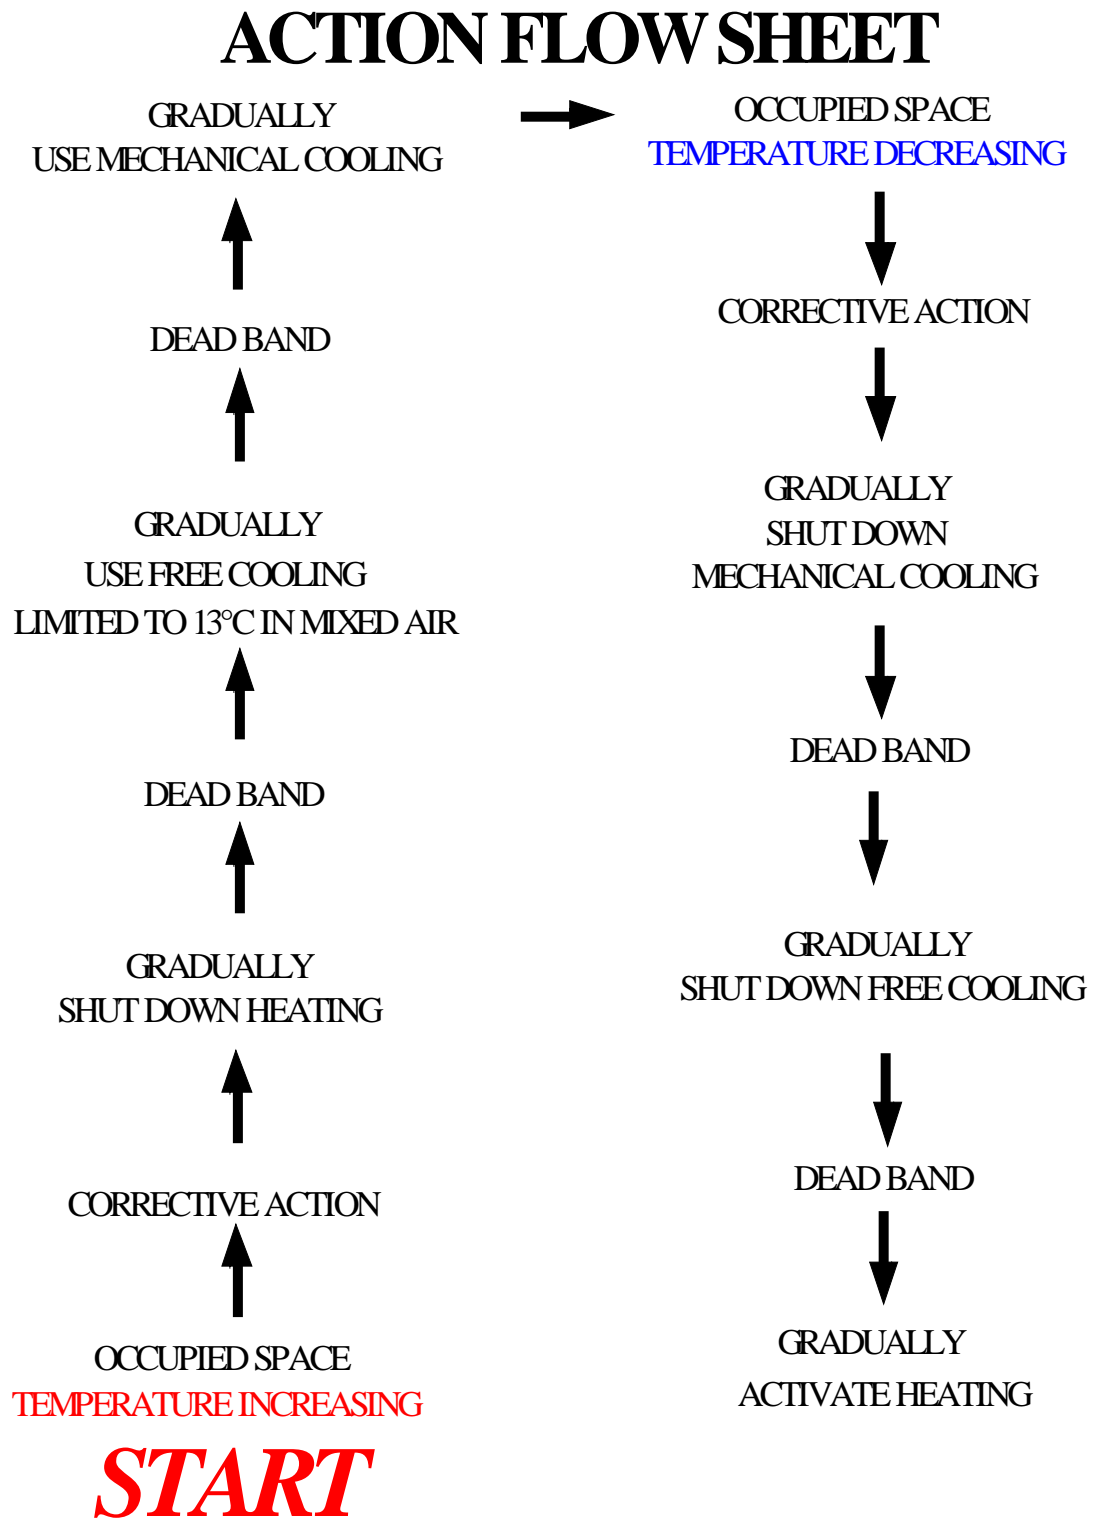 ACTION FLOW SHEET
GRADUALLY
USE MECHANICAL COOLING
DEAD BAND
GRADUALLY
USE FREE COOLING
LIMITED TO 13°C IN MIXED AIR
DEAD BAND
GRADUALLY
SHUT DOWN HEATING
CORRECTIVE ACTION
OCCUPIED SPACE
TEMPERATURE INCREASING
START
OCCUPIED SPACE
TEMPERATURE DECREASING
CORRECTIVE ACTION
GRADUALLY
SHUT DOWN
MECHANICAL COOLING
DEAD BAND
GRADUALLY
SHUT DOWN FREE COOLING
DEAD BAND
GRADUALLY
ACTIVATE HEATING